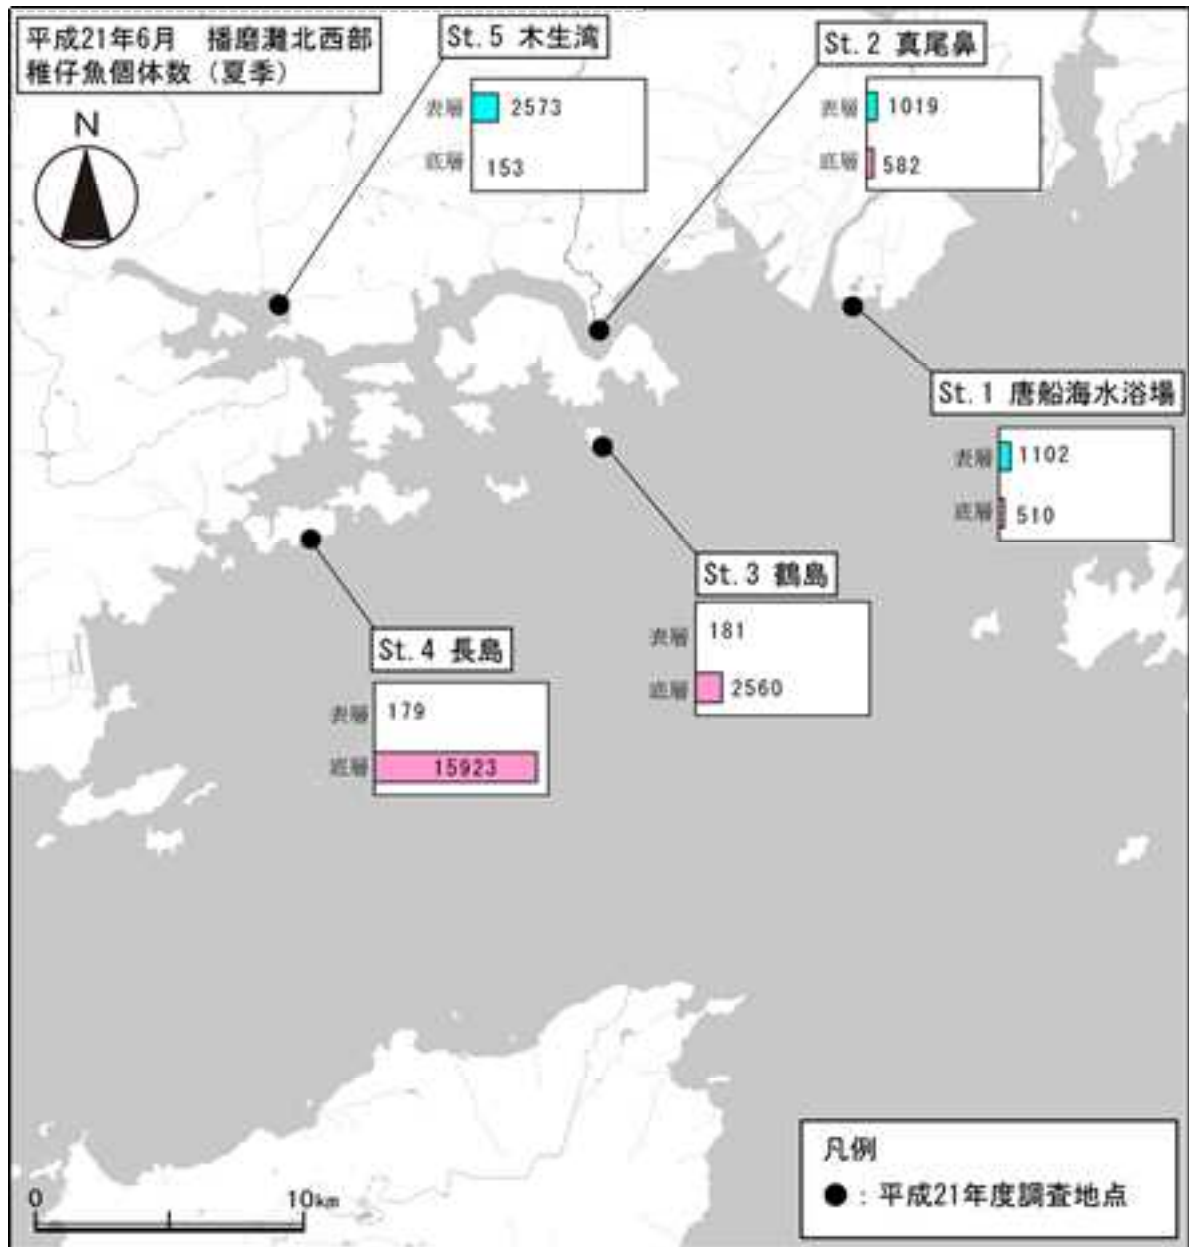 平成21年6月　播磨灘北西部
稚仔魚個体数（夏季）
N
St.5 木生湾
表層 2573
底層 153
St.2 真尾鼻
表層 1019
底層 582
St.1 唐船海水浴場
表層 1102
底層 510
St.3 鶴島
表層 181
底層 2560
St.4 長島
表層 179
底層 15923
凡例
●：平成21年度調査地点
0 10km